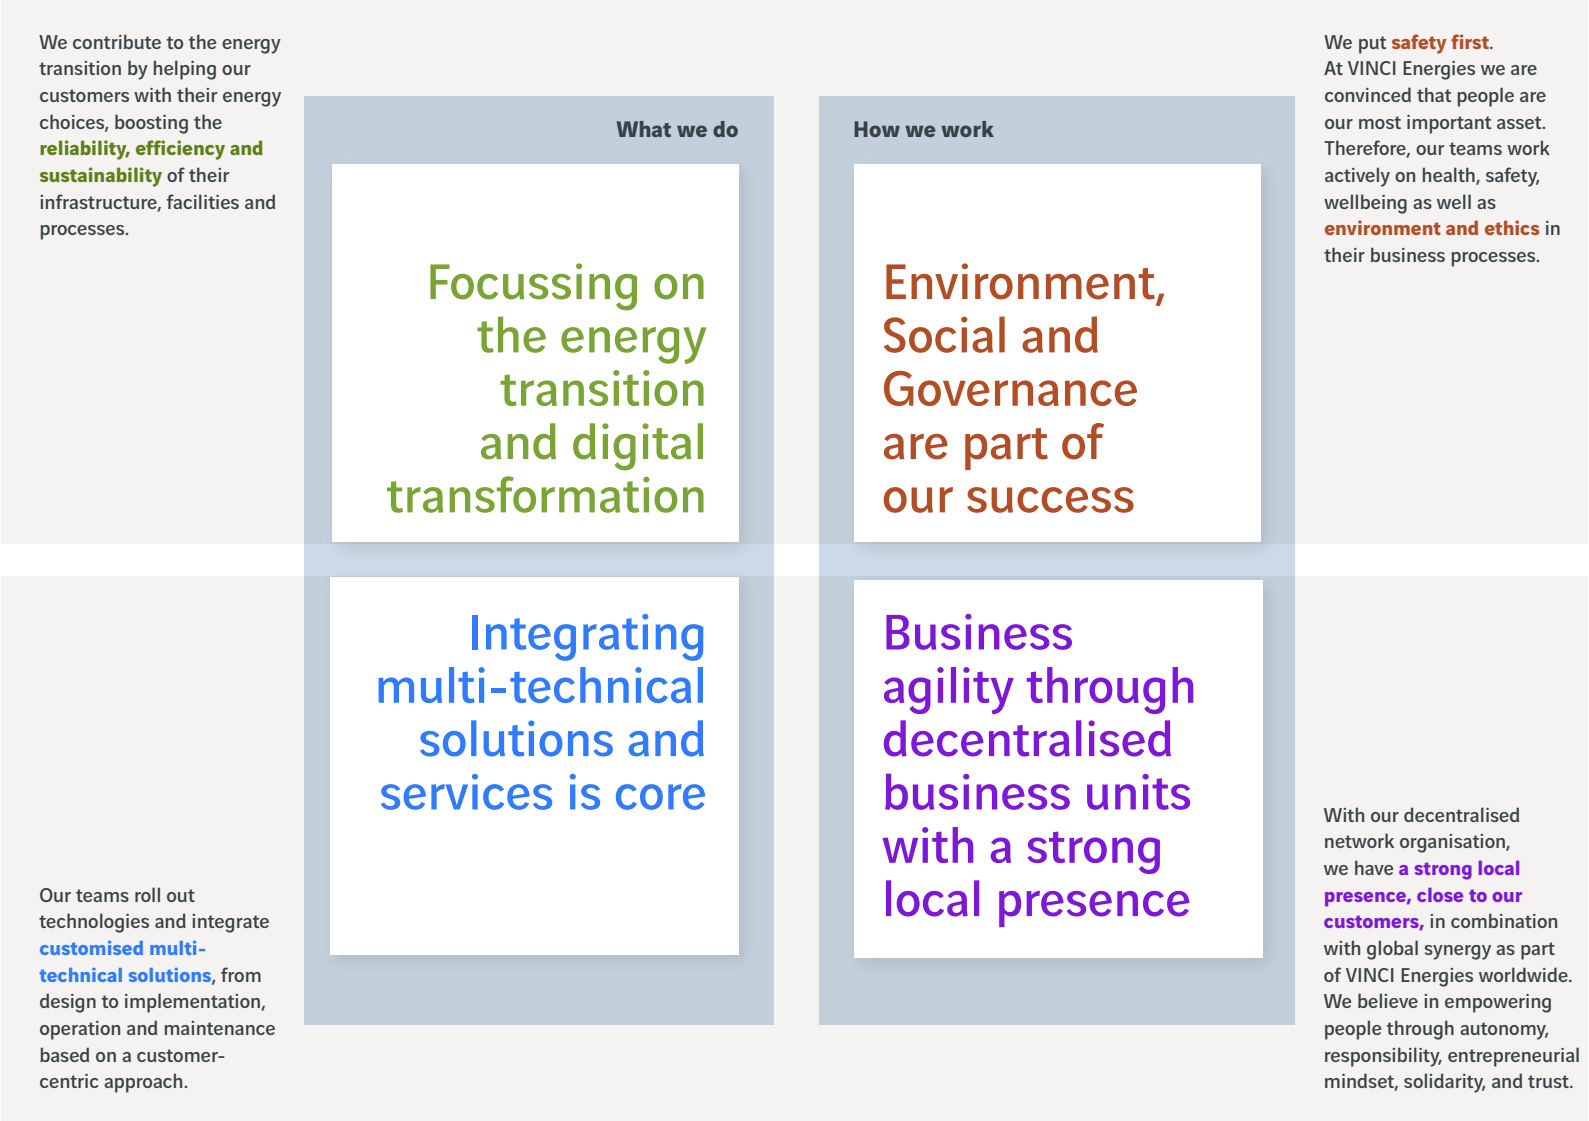 We contribute to the energy
transition by helping our
customers with their energy
choices, boosting the
reliability, efficiency and
sustainability of their
infrastructure, facilities and
processes.
What we do
Focussing on
the energy
transition
and digital
transformation
Integrating
multi-technical
solutions and
services is core
Our teams roll out
technologies and integrate
customised multi-
technical solutions, from
design to implementation,
operation and maintenance
based on a customer-
centric approach.
How we work
Environment,
Social and
Governance
are part of
our success
Business
agility through
decentralised
business units
with a strong
local presence
We put safety first.
At VINCI Energies we are
convinced that people are
our most important asset.
Therefore, our teams work
actively on health, safety,
wellbeing as well as
environment and ethics in
their business processes.
With our decentralised
network organisation,
we have a strong local
presence, close to our
customers, in combination
with global synergy as part
of VINCI Energies worldwide.
We believe in empowering
people through autonomy,
responsibility, entrepreneurial
mindset, solidarity, and trust.